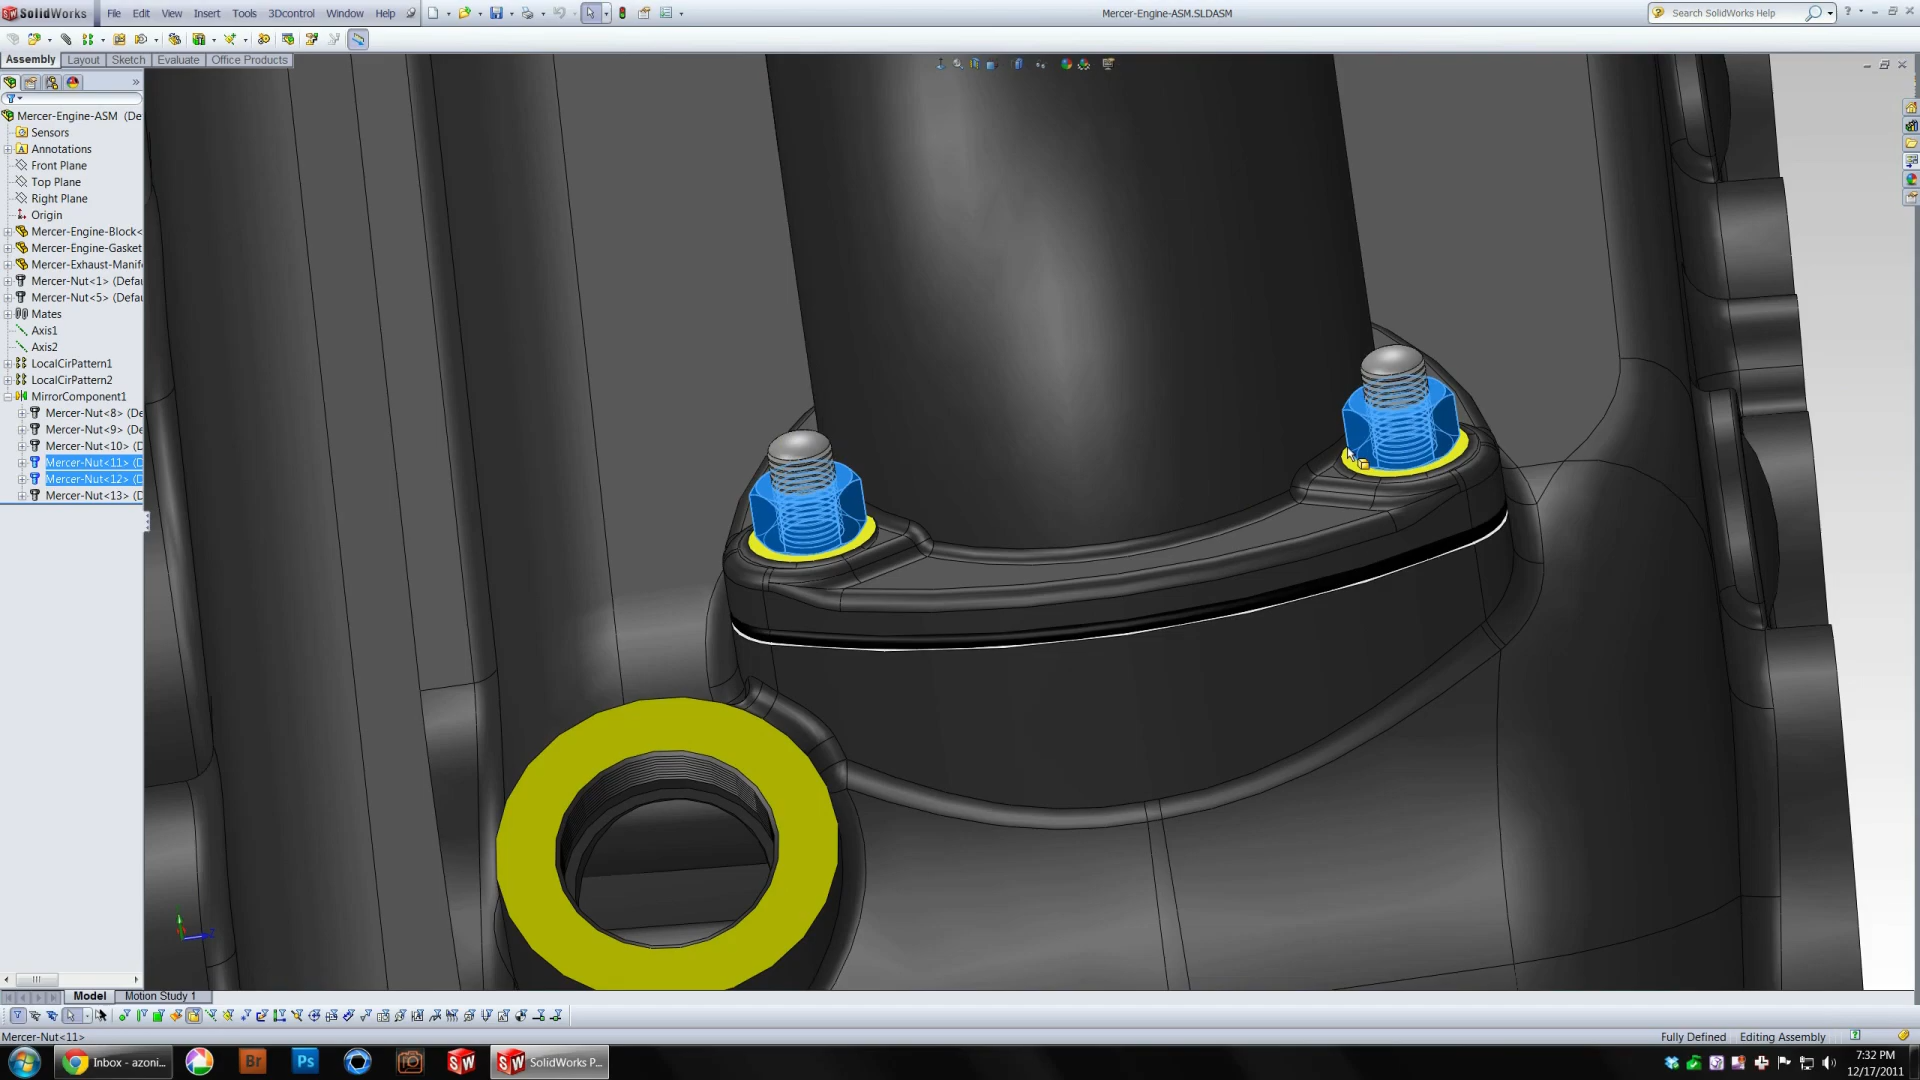 SolidWorks File Edit View Insert Tools 3Dcontrol Window Help Mercer-Engine-ASM.SLDASM Search SolidWorks Help
Assembly Layout Sketch Evaluate Office Products
Mercer-Engine-ASM (De
Sensors
Annotations
Front Plane
Top Plane
Right Plane
Origin
Mercer-Engine-Block<
Mercer-Engine-Gasket
Mercer-Exhaust-Manif
Mercer-Nut<1> (Defau
Mercer-Nut<5> (Defau
Mates
Axis1
Axis2
LocalCirPattern1
LocalCirPattern2
MirrorComponent1
Mercer-Nut<8> (De
Mercer-Nut<9> (De
Mercer-Nut<10> (D
Mercer-Nut<11> (D
Mercer-Nut<12> (D
Mercer-Nut<13> (D
Z
Model Motion Study 1
Mercer-Nut<11> Fully Defined Editing Assembly
Inbox - azoni... Br Ps SW SW SolidWorks P... 7:32 PM
12/17/2011